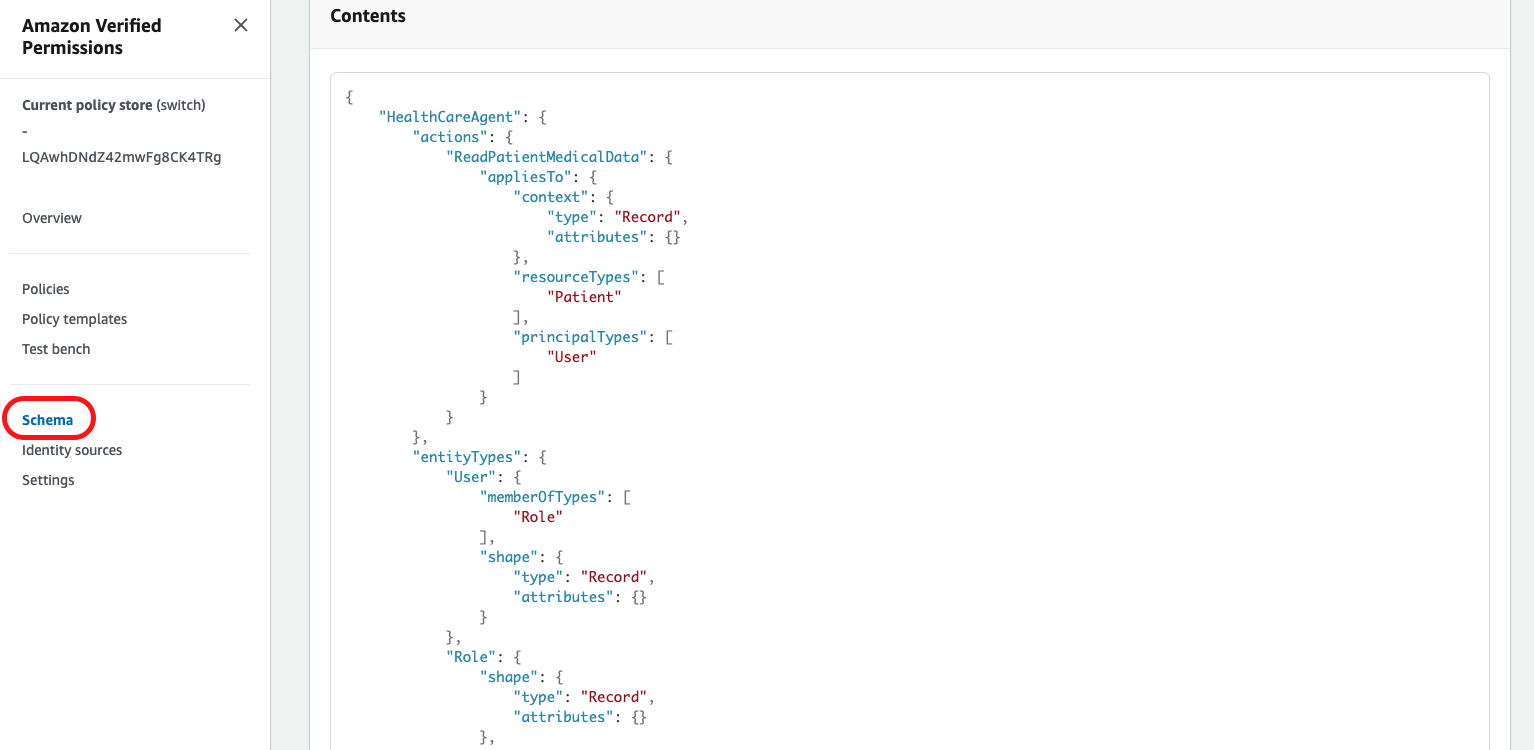 Amazon Verified
Permissions
Current policy store (switch)
-
LQAwhDNdZ42mwFg8CK4TRg
Overview
Policies
Policy templates
Test bench
Schema
Identity sources
Settings
Contents
{
    "HealthCareAgent": {
        "actions": {
            "ReadPatientMedicalData": {
                "appliesTo": {
                    "context": {
                        "type": "Record",
                        "attributes": {}
                    },
                    "resourceTypes": [
                        "Patient"
                    ],
                    "principalTypes": [
                        "User"
                    ]
                }
            }
        },
        "entityTypes": {
            "User": {
                "memberOfTypes": [
                    "Role"
                ],
                "shape": {
                    "type": "Record",
                    "attributes": {}
                }
            },
            "Role": {
                "shape": {
                    "type": "Record",
                    "attributes": {}
                },